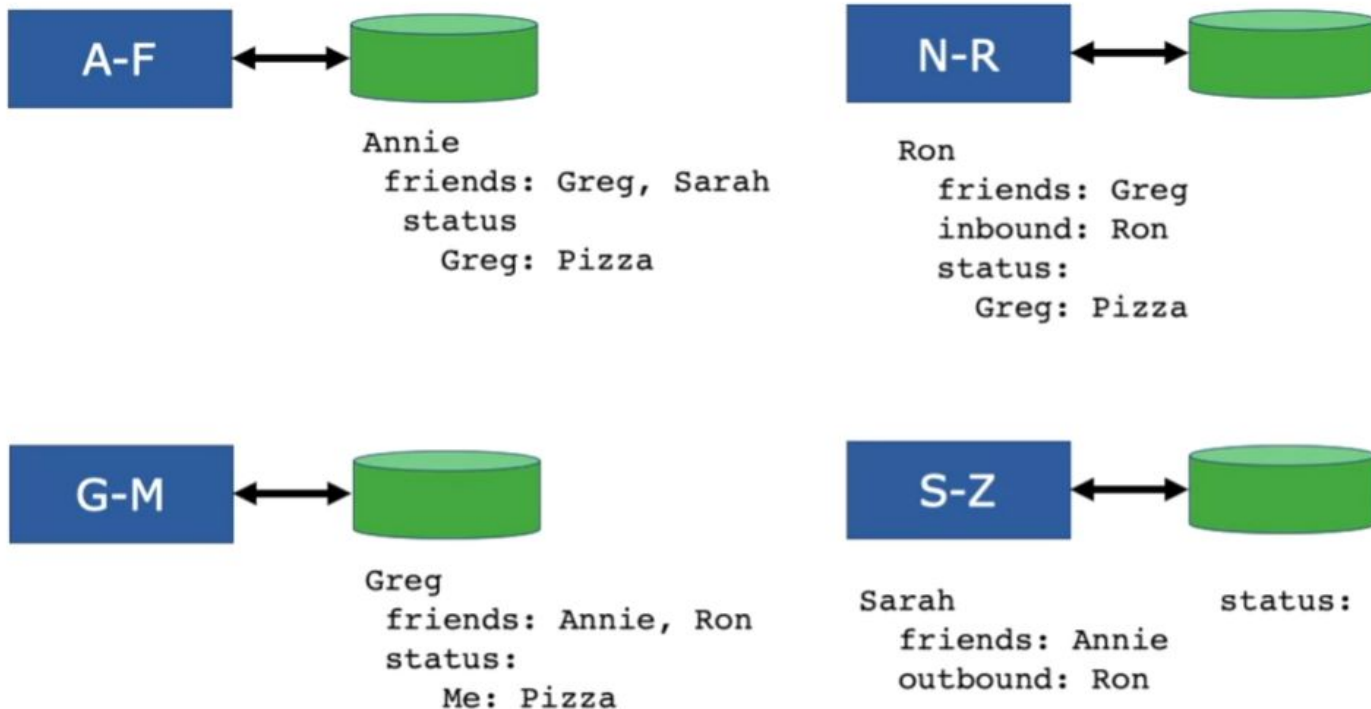 A-F
Annie
friends: Greg, Sarah
status
Greg: Pizza
N-R
Ron
friends: Greg
inbound: Ron
status:
Greg: Pizza
G-M
Greg
friends: Annie, Ron
status:
Me: Pizza
S-Z
Sarah
friends: Annie
outbound: Ron
status: